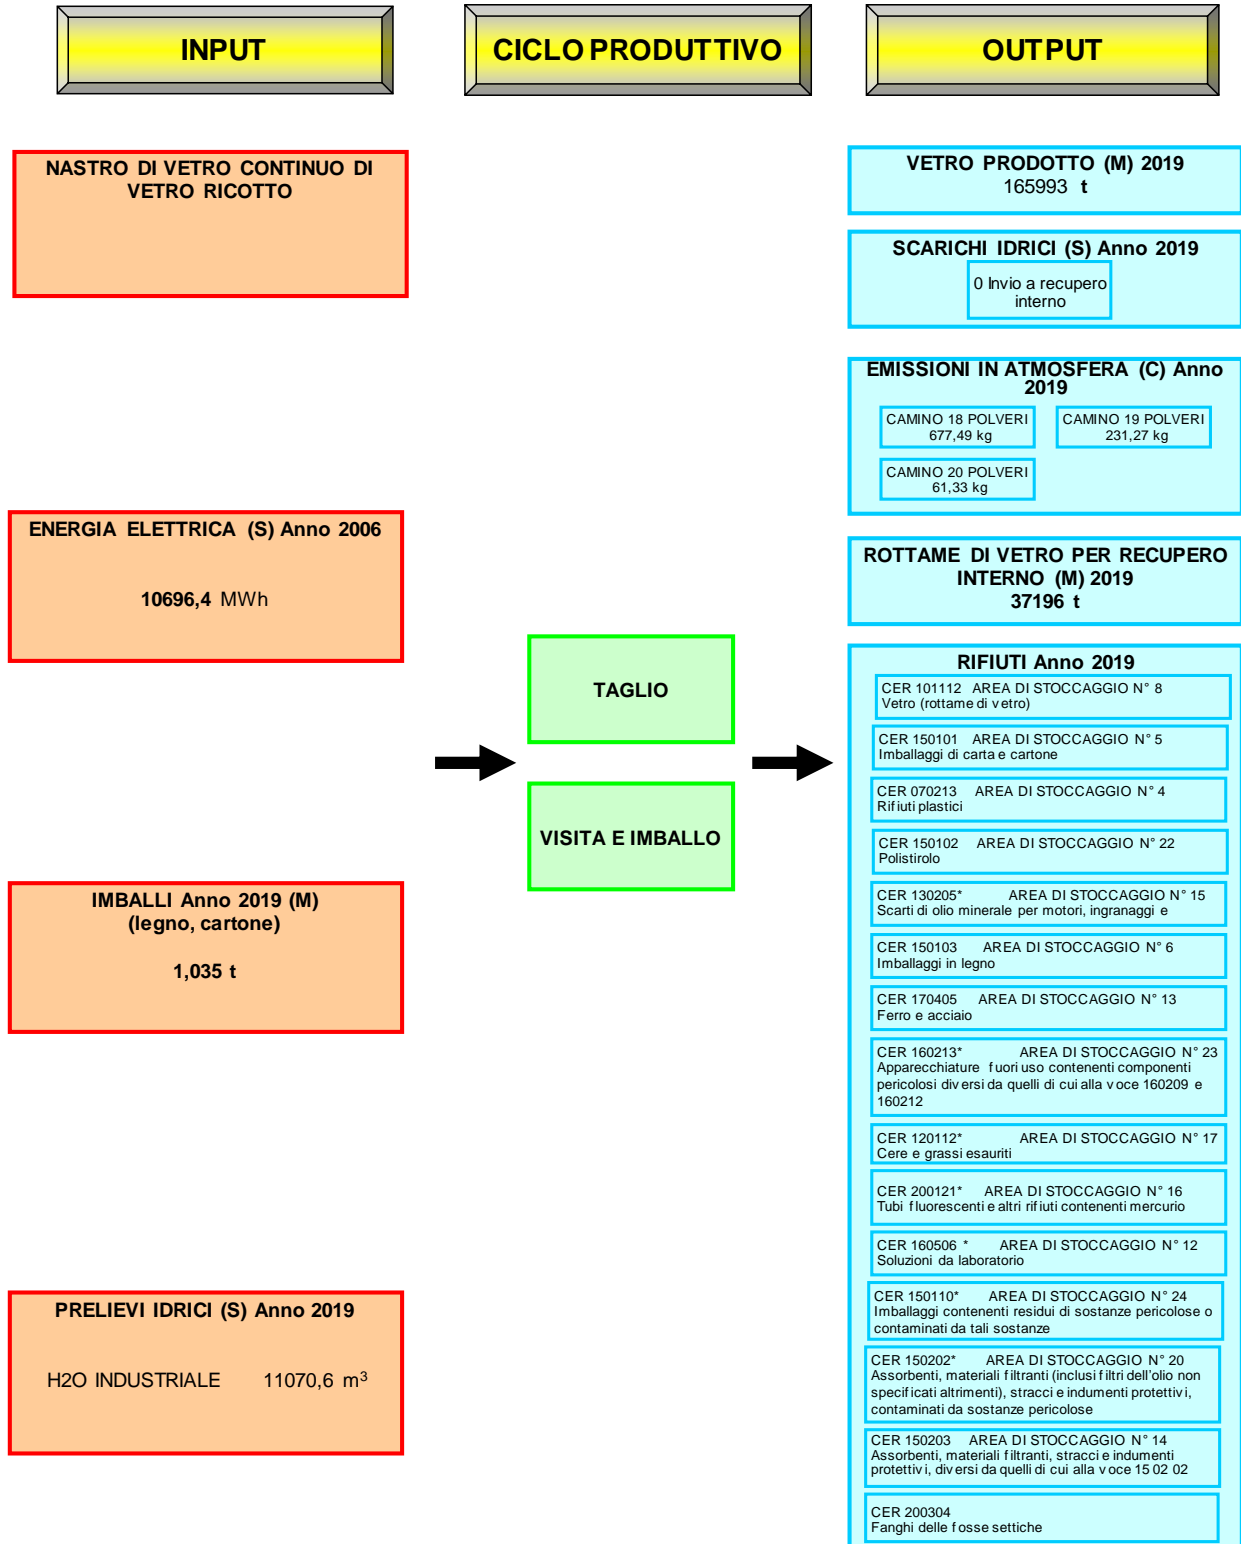 INPUT
CICLO PRODUTTIVO
OUTPUT
NASTRO DI VETRO CONTINUO DI
VETRO RICOTTO
ENERGIA ELETTRICA (S) Anno 2006
10696,4 MWh
IMBALLI Anno 2019 (M)
(legno, cartone)
1,035 t
PRELIEVI IDRICI (S) Anno 2019
H2O INDUSTRIALE 11070,6 m³
TAGLIO
VISITA E IMBALLO
VETRO PRODOTTO (M) 2019
165993 t
SCARICHI IDRICI (S) Anno 2019
0 Invio a recupero
interno
EMISSIONI IN ATMOSFERA (C) Anno
2019
CAMINO 18 POLVERI
677,49 kg
CAMINO 19 POLVERI
231,27 kg
CAMINO 20 POLVERI
61,33 kg
ROTTAME DI VETRO PER RECUPERO
INTERNO (M) 2019
37196 t
RIFIUTI Anno 2019
CER 101112 AREA DI STOCCAGGIO N° 8
Vetro (rottame di vetro)
CER 150101 AREA DI STOCCAGGIO N° 5
Imballaggi di carta e cartone
CER 070213 AREA DI STOCCAGGIO N° 4
Rifiuti plastici
CER 150102 AREA DI STOCCAGGIO N° 22
Polistirolo
CER 130205* AREA DI STOCCAGGIO N° 15
Scarti di olio minerale per motori, ingranaggi e
CER 150103 AREA DI STOCCAGGIO N° 6
Imballaggi in legno
CER 170405 AREA DI STOCCAGGIO N° 13
Ferro e acciaio
CER 160213* AREA DI STOCCAGGIO N° 23
Apparecchiature fuori uso contenenti componenti
pericolosi diversi da quelli di cui alla voce 160209 e
160212
CER 120112* AREA DI STOCCAGGIO N° 17
Cere e grassi esauriti
CER 200121* AREA DI STOCCAGGIO N° 16
Tubi fluorescenti e altri rifiuti contenenti mercurio
CER 160506 * AREA DI STOCCAGGIO N° 12
Soluzioni da laboratorio
CER 150110* AREA DI STOCCAGGIO N° 24
Imballaggi contenenti residui di sostanze pericolose o
contaminati da tali sostanze
CER 150202* AREA DI STOCCAGGIO N° 20
Assorbenti, materiali filtranti (inclusi filtri dell'olio non
specificati altrimenti), stracci e indumenti protettivi,
contaminati da sostanze pericolose
CER 150203 AREA DI STOCCAGGIO N° 14
Assorbenti, materiali filtranti, stracci e indumenti
protettivi, diversi da quelli di cui alla voce 15 02 02
CER 200304
Fanghi delle fosse settiche